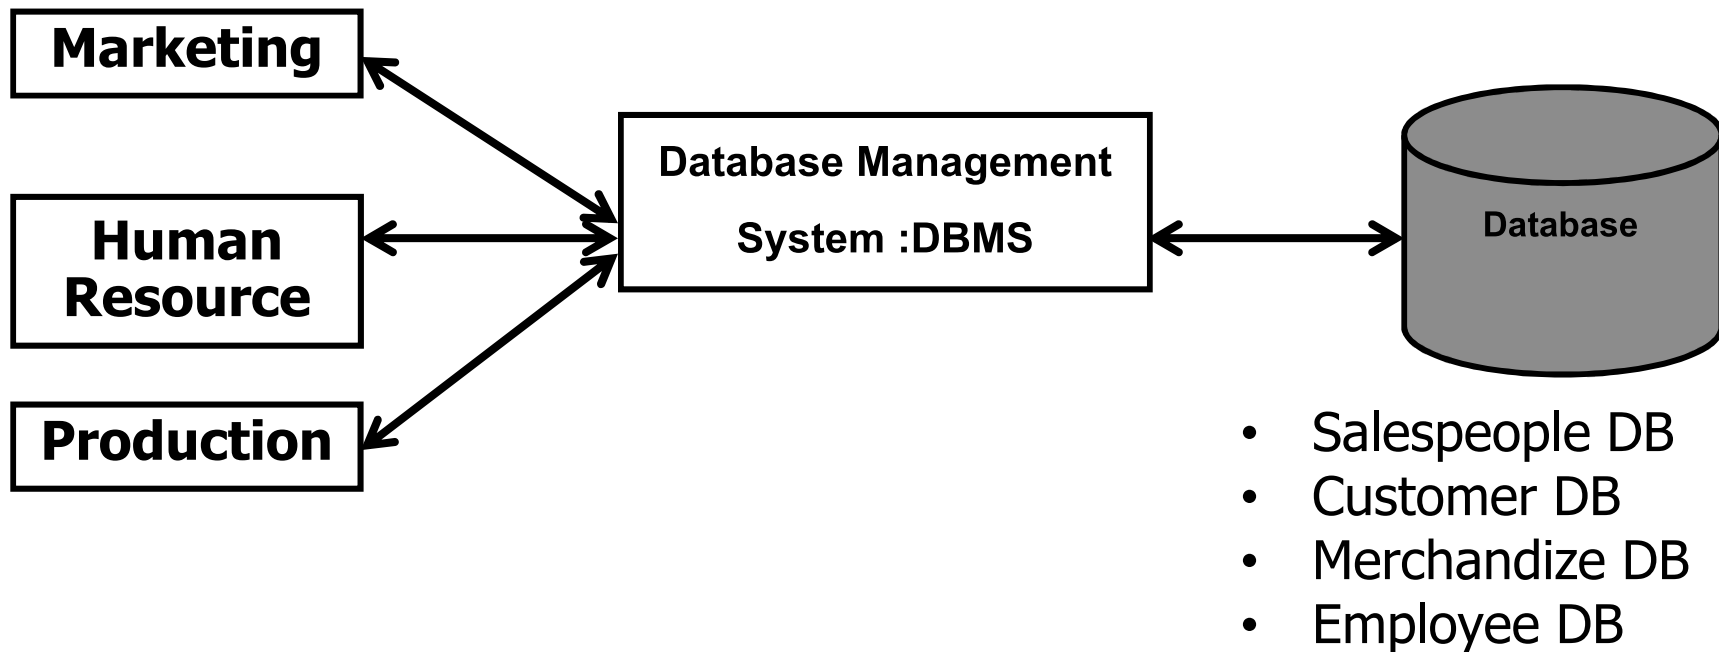 Marketing
Human
Resource
Production
Database Management
System :DBMS
Database
• Salespeople DB
• Customer DB
• Merchandize DB
• Employee DB